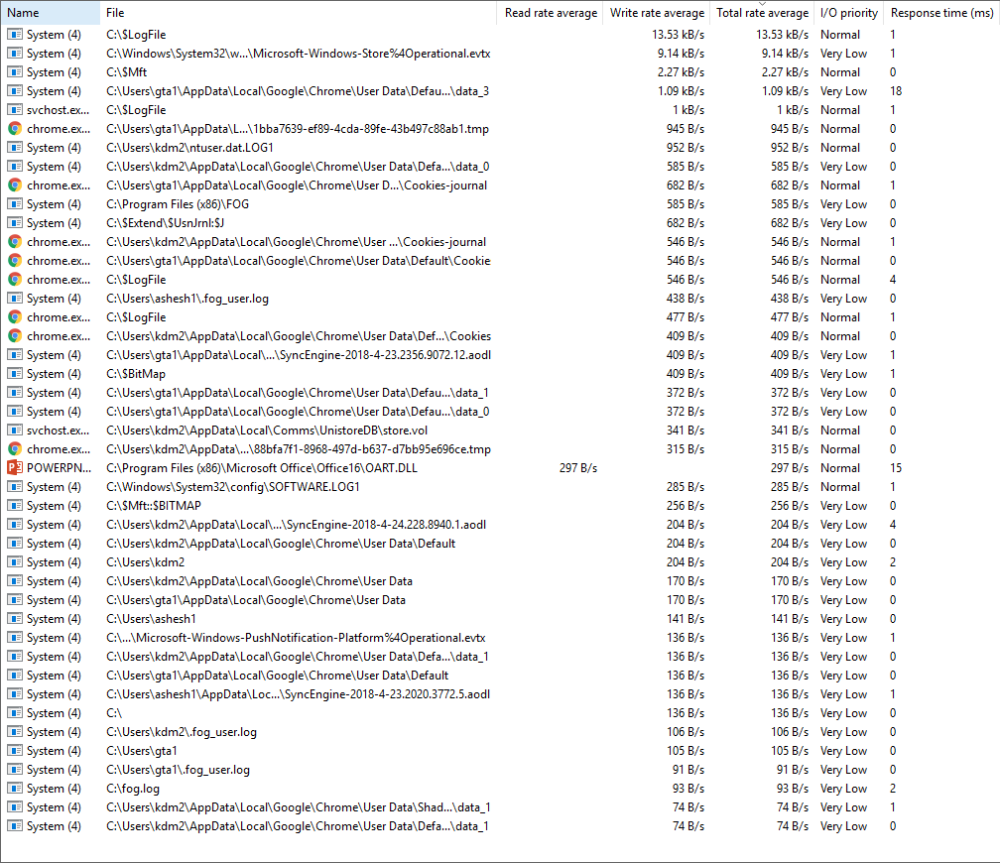 Name File Read rate average Write rate average Total rate average I/O priority Response time (ms)
System (4) C:\$LogFile 13.53 kB/s 13.53 kB/s Normal 1
System (4) C:\Windows\System32\w...\Microsoft-Windows-Store%4Operational.evtx 9.14 kB/s 9.14 kB/s Very Low 1
System (4) C:\$Mft 2.27 kB/s 2.27 kB/s Normal 0
System (4) C:\Users\gta1\AppData\Local\Google\Chrome\User Data\Defau...\data_3 1.09 kB/s 1.09 kB/s Very Low 18
svchost.ex... C:\$LogFile 1 kB/s 1 kB/s Normal 1
chrome.ex... C:\Users\gta1\AppData\L...\1bba7639-ef89-4cda-89fe-43b497c88ab1.tmp 945 B/s 945 B/s Normal 0
System (4) C:\Users\kdm2\ntuser.dat.LOG1 952 B/s 952 B/s Normal 0
System (4) C:\Users\kdm2\AppData\Local\Google\Chrome\User Data\Defa...\data_0 585 B/s 585 B/s Very Low 0
chrome.ex... C:\Users\gta1\AppData\Local\Google\Chrome\User D...\Cookies-journal 682 B/s 682 B/s Normal 1
System (4) C:\Program Files (x86)\FOG 585 B/s 585 B/s Very Low 0
System (4) C:\$Extend\$UsnJrnl:$J 682 B/s 682 B/s Very Low 0
chrome.ex... C:\Users\kdm2\AppData\Local\Google\Chrome\User ...\Cookies-journal 546 B/s 546 B/s Normal 1
chrome.ex... C:\Users\gta1\AppData\Local\Google\Chrome\User Data\Default\Cookie 546 B/s 546 B/s Normal 0
chrome.ex... C:\$LogFile 546 B/s 546 B/s Normal 4
System (4) C:\Users\ashesh1\.fog_user.log 438 B/s 438 B/s Very Low 0
chrome.ex... C:\$LogFile 477 B/s 477 B/s Normal 1
chrome.ex... C:\Users\kdm2\AppData\Local\Google\Chrome\User Data\Def...\Cookies 409 B/s 409 B/s Normal 0
System (4) C:\Users\gta1\AppData\Local\...\SyncEngine-2018-4-23.2356.9072.12.aodl 409 B/s 409 B/s Very Low 1
System (4) C:\$BitMap 409 B/s 409 B/s Very Low 1
System (4) C:\Users\gta1\AppData\Local\Google\Chrome\User Data\Defau...\data_1 372 B/s 372 B/s Very Low 0
System (4) C:\Users\gta1\AppData\Local\Google\Chrome\User Data\Defau...\data_0 372 B/s 372 B/s Very Low 0
svchost.ex... C:\Users\kdm2\AppData\Local\Comms\UnistoreDB\store.vol 341 B/s 341 B/s Normal 0
chrome.ex... C:\Users\kdm2\AppData\...\88bfa7f1-8968-497d-b637-d7bb95e696ce.tmp 315 B/s 315 B/s Normal 0
POWERPN... C:\Program Files (x86)\Microsoft Office\Office16\OART.DLL 297 B/s 297 B/s Normal 15
System (4) C:\Windows\System32\config\SOFTWARE.LOG1 285 B/s 285 B/s Normal 1
System (4) C:\$Mft::$BITMAP 256 B/s 256 B/s Very Low 0
System (4) C:\Users\kdm2\AppData\Local\...\SyncEngine-2018-4-24.228.8940.1.aodl 204 B/s 204 B/s Very Low 4
System (4) C:\Users\kdm2\AppData\Local\Google\Chrome\User Data\Default 204 B/s 204 B/s Very Low 0
System (4) C:\Users\kdm2 204 B/s 204 B/s Very Low 2
System (4) C:\Users\kdm2\AppData\Local\Google\Chrome\User Data 170 B/s 170 B/s Very Low 0
System (4) C:\Users\gta1\AppData\Local\Google\Chrome\User Data 170 B/s 170 B/s Very Low 0
System (4) C:\Users\ashesh1 141 B/s 141 B/s Very Low 0
System (4) C:\...\Microsoft-Windows-PushNotification-Platform%4Operational.evtx 136 B/s 136 B/s Very Low 1
System (4) C:\Users\kdm2\AppData\Local\Google\Chrome\User Data\Defa...\data_1 136 B/s 136 B/s Very Low 0
System (4) C:\Users\gta1\AppData\Local\Google\Chrome\User Data\Default 136 B/s 136 B/s Very Low 0
System (4) C:\Users\ashesh1\AppData\Loc...\SyncEngine-2018-4-23.2020.3772.5.aodl 136 B/s 136 B/s Very Low 1
System (4) C:\ 136 B/s 136 B/s Very Low 0
System (4) C:\Users\kdm2\.fog_user.log 106 B/s 106 B/s Very Low 0
System (4) C:\Users\gta1 105 B/s 105 B/s Very Low 0
System (4) C:\Users\gta1\.fog_user.log 91 B/s 91 B/s Very Low 0
System (4) C:\fog.log 93 B/s 93 B/s Very Low 2
System (4) C:\Users\kdm2\AppData\Local\Google\Chrome\User Data\Shad...\data_1 74 B/s 74 B/s Very Low 1
System (4) C:\Users\kdm2\AppData\Local\Google\Chrome\User Data\Defa...\data_1 74 B/s 74 B/s Very Low 0